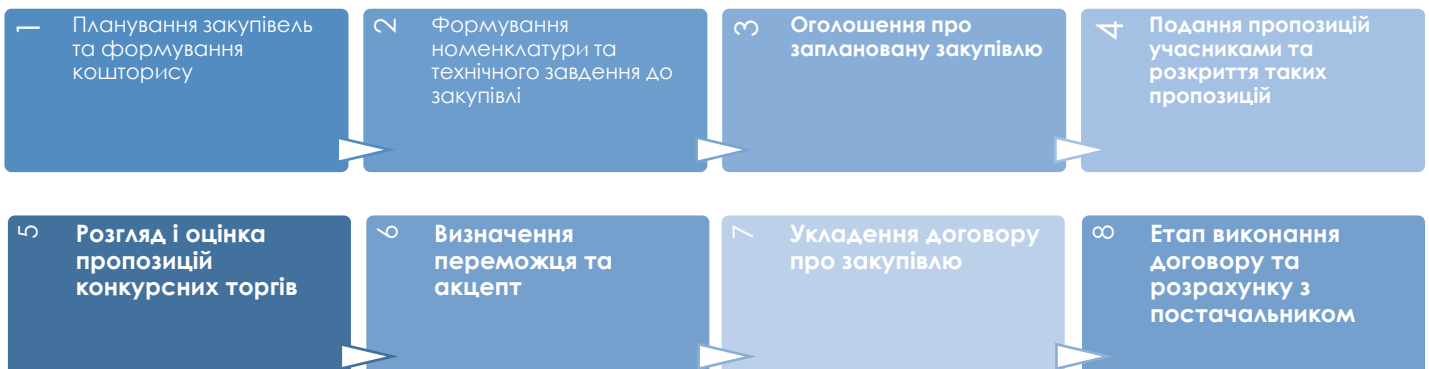 1
Планування закупівель
та формування
кошторису
2
Формування
номенклатури та
технічного завдення до
закупівлі
3
Оголошення про
заплановану закупівлю
4
Подання пропозицій
учасниками та
розкриття таких
пропозицій
5
Розгляд і оцінка
пропозицій
конкурсних торгів
6
Визначення
переможця та
акцепт
7
Укладення договору
про закупівлю
8
Етап виконання
договору та
розрахунку з
постачальником